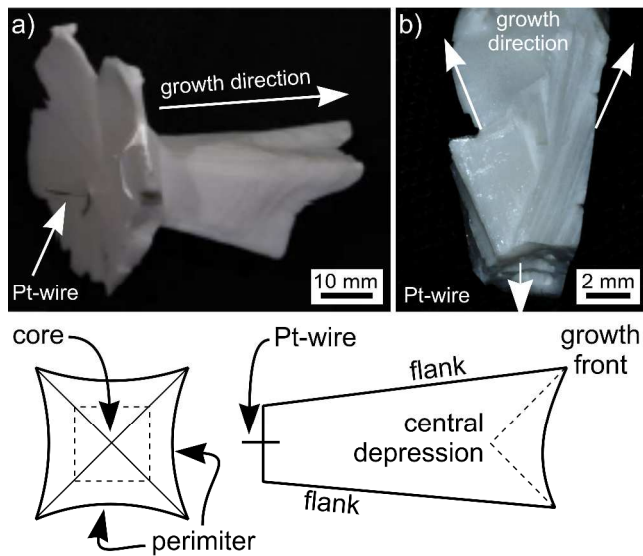 a)
growth direction
Pt-wire
10 mm
b)
growth
direction
Pt-wire
2 mm
core
Pt-wire
flank
growth
front
central
depression
flank
perimiter